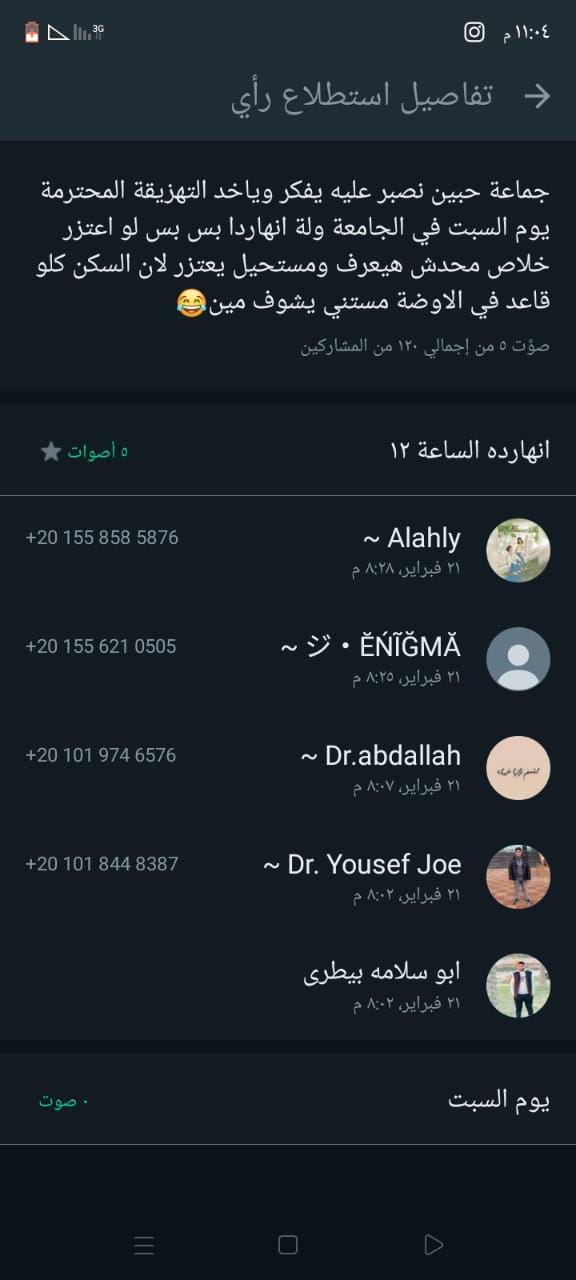 ١١:٠٤ م
3G
تفاصيل استطلاع رأي
جماعة حبين نصبر عليه يفكر وياخد التهزيقة المحترمة
يوم السبت في الجامعة ولة انهاردا بس بس لو اعتزر
خلاص محدش هيعرف ومستحيل يعتزر لان السكن كلو
قاعد في الاوضة مستني يشوف مين😂
صوَّت ٥ من إجمالي ١٢٠ من المشاركين
انهارده الساعة ١٢
٥ أصوات
~ Alahly
+20 155 858 5876
٢١ فبراير، ٨:٢٨ م
~ ジ・ĔŃĨĞMĂ
+20 155 621 0505
٢١ فبراير، ٨:٢٥ م
~ Dr.abdallah
+20 101 974 6576
٢١ فبراير، ٨:٠٧ م
~ Dr. Yousef Joe
+20 101 844 8387
٢١ فبراير، ٨:٠٢ م
ابو سلامه بيطرى
٢١ فبراير، ٨:٠٢ م
يوم السبت
٠ صوت